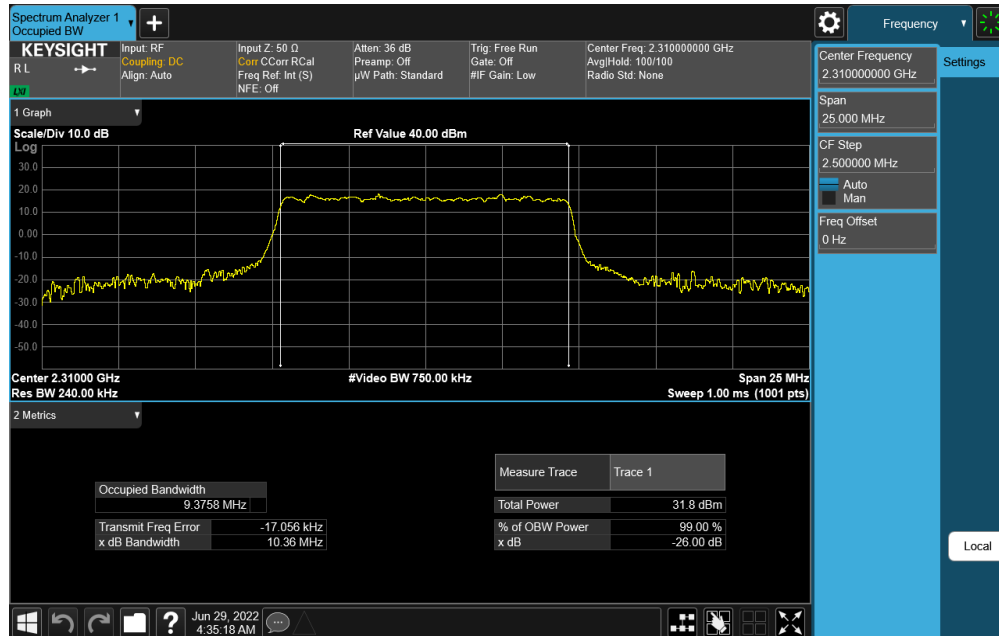 Spectrum Analyzer 1
Occupied BW
Frequency
KEYSIGHT
R L
LXI
Input: RF
Coupling: DC
Align: Auto
Input Z: 50 Ω
Corr CCorr RCal
Freq Ref: Int (S)
NFE: Off
Atten: 36 dB
Preamp: Off
µW Path: Standard
Trig: Free Run
Gate: Off
#IF Gain: Low
Center Freq: 2.310000000 GHz
Avg|Hold: 100/100
Radio Std: None
Center Frequency
2.310000000 GHz
Settings
Span
25.000 MHz
CF Step
2.500000 MHz
Auto
Man
Freq Offset
0 Hz
Local
1 Graph
Scale/Div 10.0 dB
Ref Value 40.00 dBm
Log
30.0
20.0
10.0
0.00
-10.0
-20.0
-30.0
-40.0
-50.0
Center 2.31000 GHz
#Video BW 750.00 kHz
Span 25 MHz
Res BW 240.00 kHz
Sweep 1.00 ms (1001 pts)
2 Metrics
Measure Trace
Trace 1
Occupied Bandwidth
9.3758 MHz
Total Power
31.8 dBm
Transmit Freq Error
-17.056 kHz
% of OBW Power
99.00 %
x dB Bandwidth
10.36 MHz
x dB
-26.00 dB
?
Jun 29, 2022
4:35:18 AM